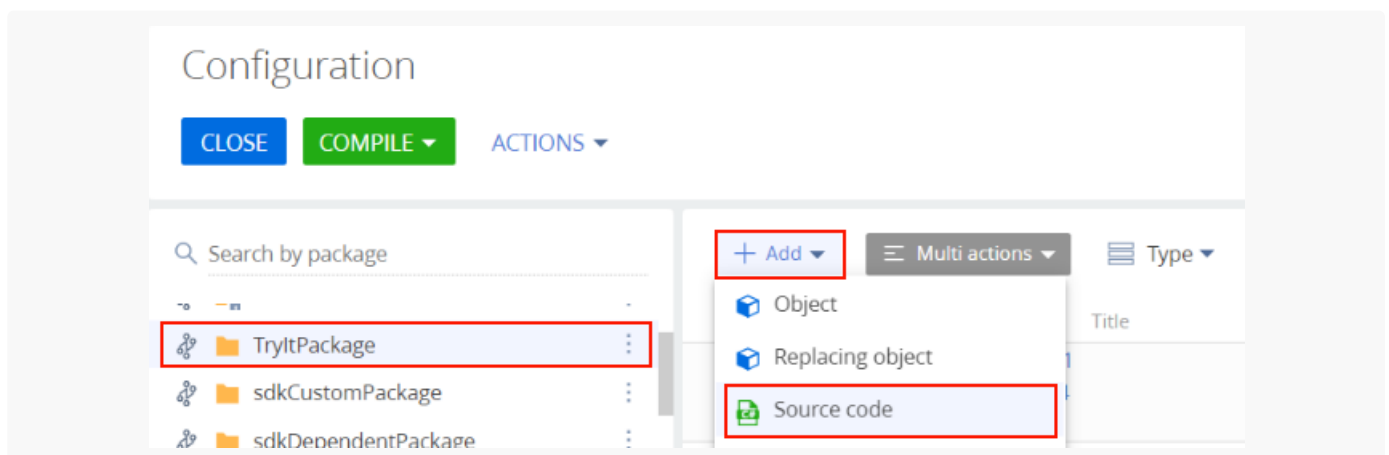 Configuration
CLOSE COMPILE ACTIONS
Search by package
Add Multi actions Type
Object
Title
TryItPackage
Replacing object
sdkCustomPackage
Source code
sdkDependentPackage